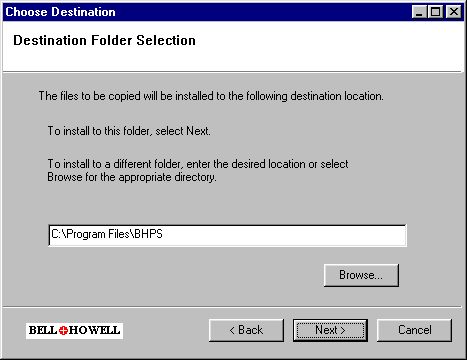 Choose Destination
Destination Folder Selection
The files to be copied will be installed to the following destination location.
To install to this folder, select Next.
To install to a different folder, enter the desired location or select
Browse for the appropriate directory.
C:\Program Files\BHPS
Browse...
BELL HOWELL
< Back
Next >
Cancel